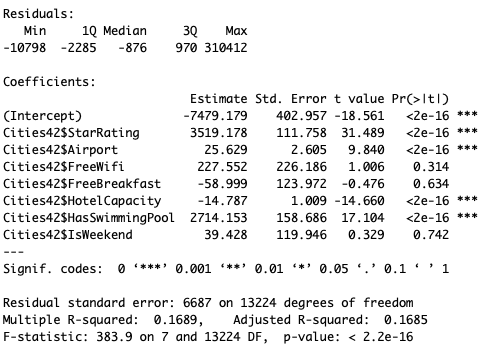 Residuals:
Min 1Q Median 3Q Max
-10798 -2285 -876 970 310412
Coefficients:
Estimate Std. Error t value Pr(>|t|)
(Intercept) -7479.179 402.957 -18.561 <2e-16 ***
Cities42$StarRating 3519.178 111.758 31.489 <2e-16 ***
Cities42$Airport 25.629 2.605 9.840 <2e-16 ***
Cities42$FreeWifi 227.552 226.186 1.006 0.314
Cities42$FreeBreakfast -58.999 123.972 -0.476 0.634
Cities42$HotelCapacity -14.787 1.009 -14.660 <2e-16 ***
Cities42$HasSwimmingPool 2714.153 158.686 17.104 <2e-16 ***
Cities42$IsWeekend 39.428 119.946 0.329 0.742
---
Signif. codes: 0 ‘***’ 0.001 ‘**’ 0.01 ‘*’ 0.05 ‘.’ 0.1 ‘ ’ 1
Residual standard error: 6687 on 13224 degrees of freedom
Multiple R-squared: 0.1689, Adjusted R-squared: 0.1685
F-statistic: 383.9 on 7 and 13224 DF, p-value: < 2.2e-16